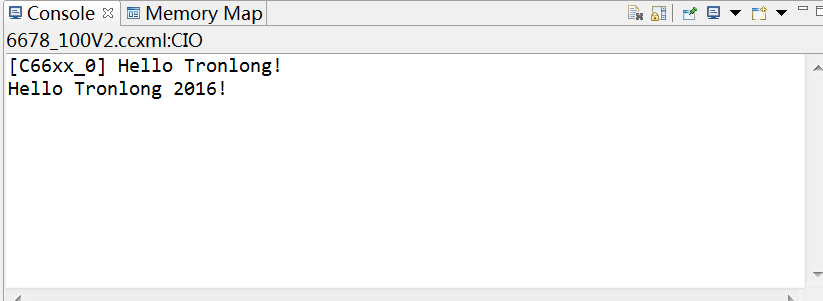 Console Memory Map
6678_100V2.ccxml:CIO
[C66xx_0] Hello Tronlong!
Hello Tronlong 2016!